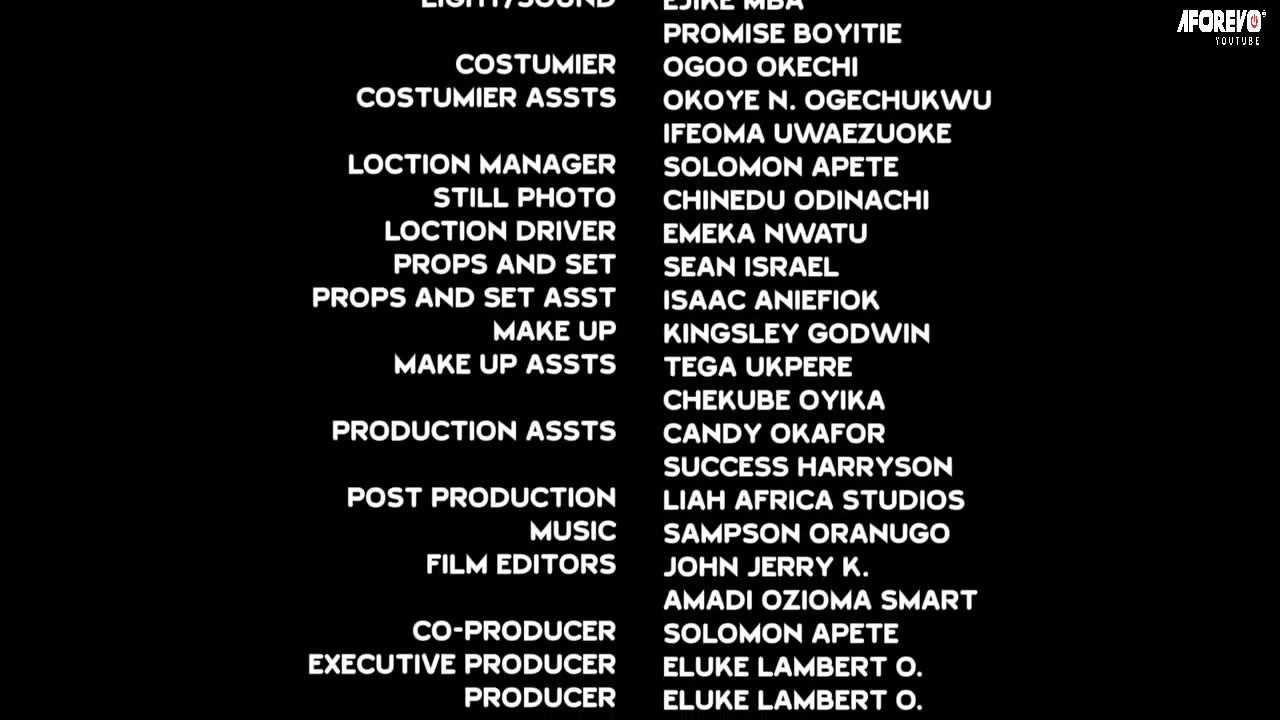 LIGHT/SOUND EJIKE MBA
PROMISE BOYITIE
COSTUMIER OGOO OKECHI
COSTUMIER ASSTS OKOYE N. OGECHUKWU
IFEOMA UWAEZUOKE
LOCTION MANAGER SOLOMON APETE
STILL PHOTO CHINEDU ODINACHI
LOCTION DRIVER EMEKA NWATU
PROPS AND SET SEAN ISRAEL
PROPS AND SET ASST ISAAC ANIEFIOK
MAKE UP KINGSLEY GODWIN
MAKE UP ASSTS TEGA UKPERE
CHEKUBE OYIKA
PRODUCTION ASSTS CANDY OKAFOR
SUCCESS HARRYSON
POST PRODUCTION LIAH AFRICA STUDIOS
MUSIC SAMPSON ORANUGO
FILM EDITORS JOHN JERRY K.
AMADI OZIOMA SMART
CO-PRODUCER SOLOMON APETE
EXECUTIVE PRODUCER ELUKE LAMBERT O.
PRODUCER ELUKE LAMBERT O.
AFOREVO
YOUTUBE